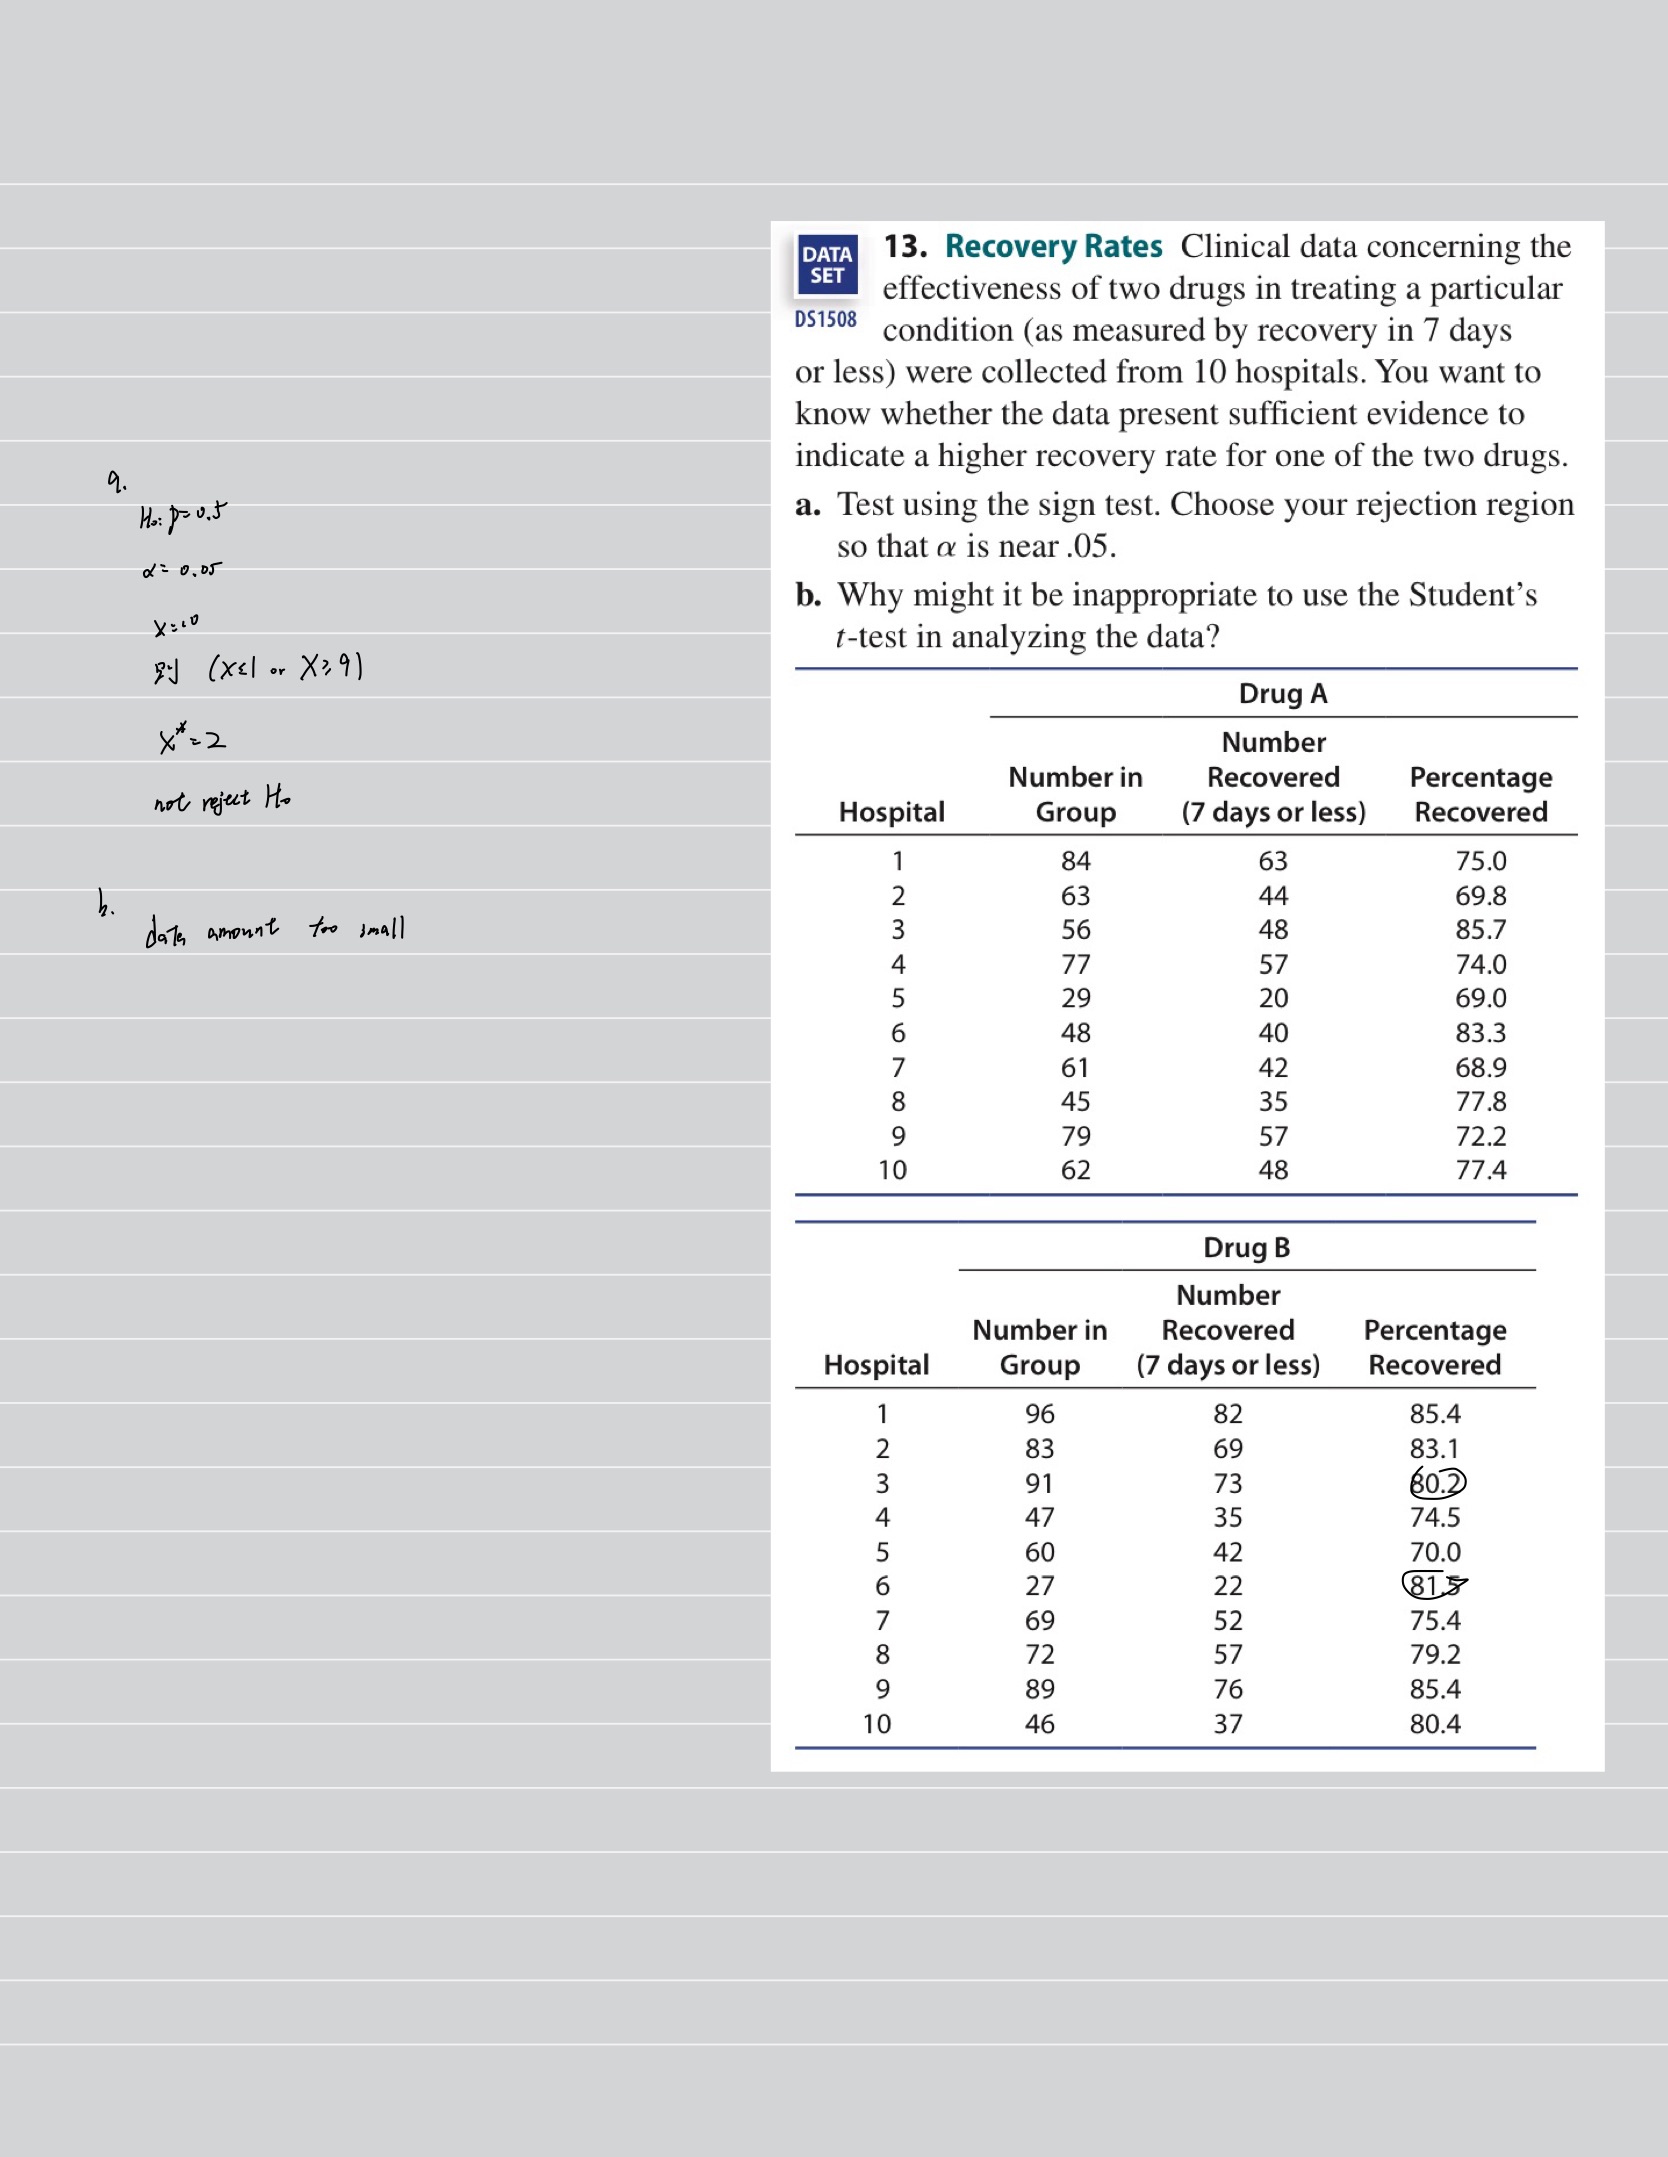 a.
H₀: p=0.5
α= 0.05
(X≤1 or X≥9)
X*=2
not reject H₀
b.
data amount too small
DATA SET
DS1508
13. Recovery Rates Clinical data concerning the
effectiveness of two drugs in treating a particular
condition (as measured by recovery in 7 days
or less) were collected from 10 hospitals. You want to
know whether the data present sufficient evidence to
indicate a higher recovery rate for one of the two drugs.
a. Test using the sign test. Choose your rejection region
so that α is near .05.
b. Why might it be inappropriate to use the Student’s
t-test in analyzing the data?
Drug A
Number
Number in Recovered Percentage
Hospital Group (7 days or less) Recovered
1 84 63 75.0
2 63 44 69.8
3 56 48 85.7
4 77 57 74.0
5 29 20 69.0
6 48 40 83.3
7 61 42 68.9
8 45 35 77.8
9 79 57 72.2
10 62 48 77.4
Drug B
Number
Number in Recovered Percentage
Hospital Group (7 days or less) Recovered
1 96 82 85.4
2 83 69 83.1
3 91 73 80.2
4 47 35 74.5
5 60 42 70.0
6 27 22 81.5
7 69 52 75.4
8 72 57 79.2
9 89 76 85.4
10 46 37 80.4